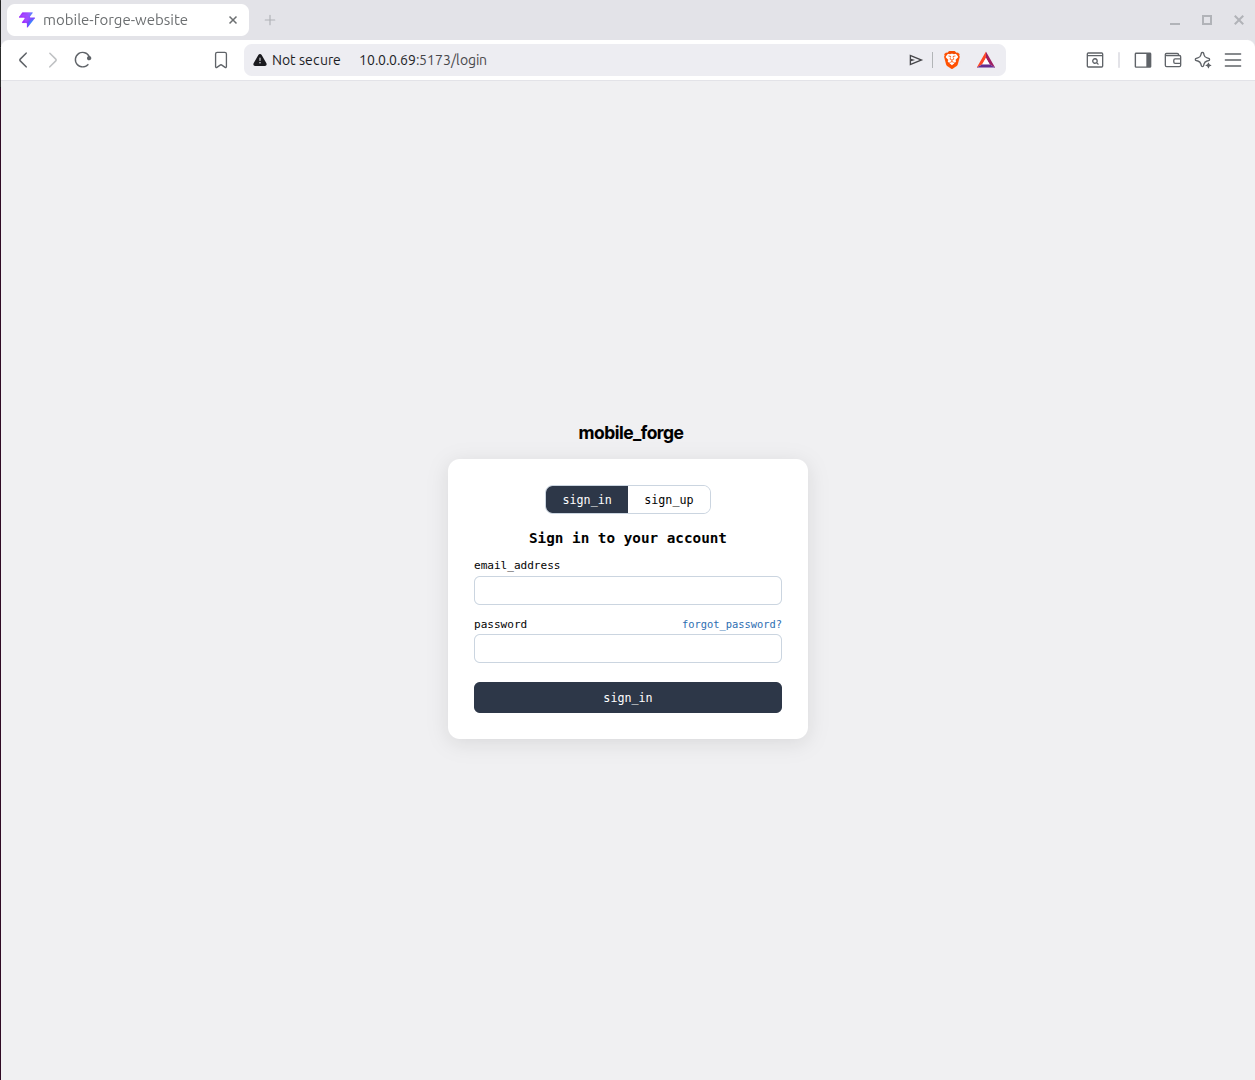 mobile-forge-website
Not secure 10.0.0.69:5173/login
mobile_forge
sign_in sign_up
Sign in to your account
email_address
password forgot_password?
sign_in